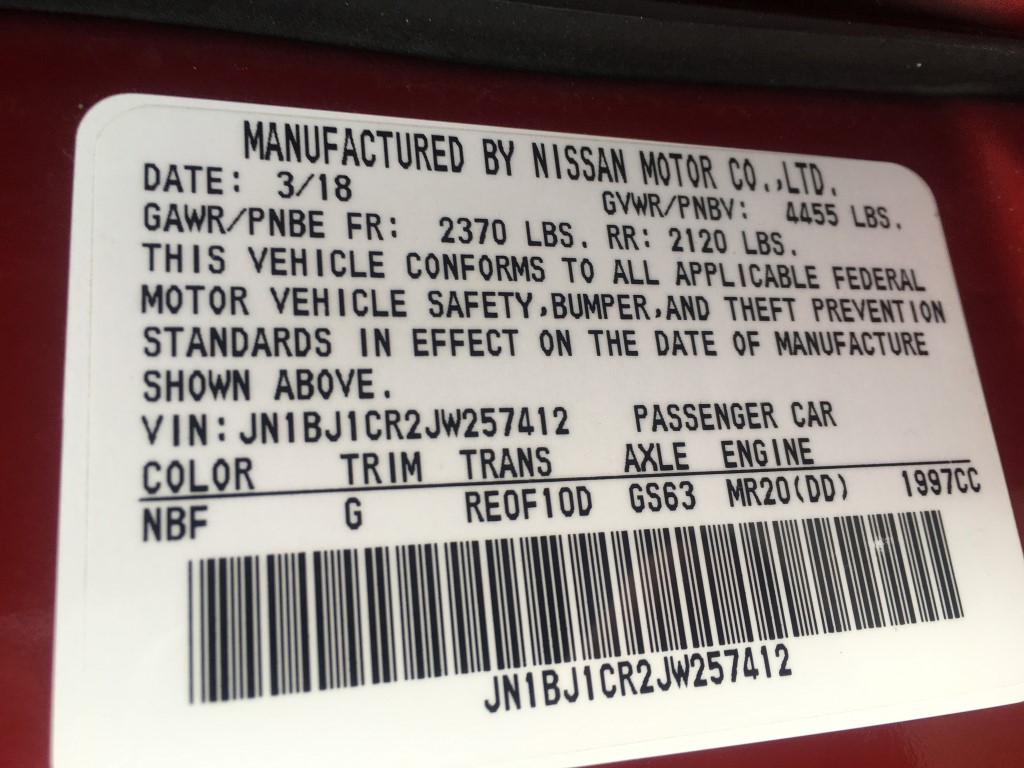 MANUFACTURED BY NISSAN MOTOR CO.,LTD.
DATE: 3/18 GVWR/PNBV: 4455 LBS.
GAWR/PNBE FR: 2370 LBS. RR: 2120 LBS.
THIS VEHICLE CONFORMS TO ALL APPLICABLE FEDERAL
MOTOR VEHICLE SAFETY,BUMPER,AND THEFT PREVENTION
STANDARDS IN EFFECT ON THE DATE OF MANUFACTURE
SHOWN ABOVE.
VIN:JN1BJ1CR2JW257412 PASSENGER CAR
COLOR TRIM TRANS AXLE ENGINE
NBF G RE0F10D GS63 MR20(DD) 1997CC
JN1BJ1CR2JW257412